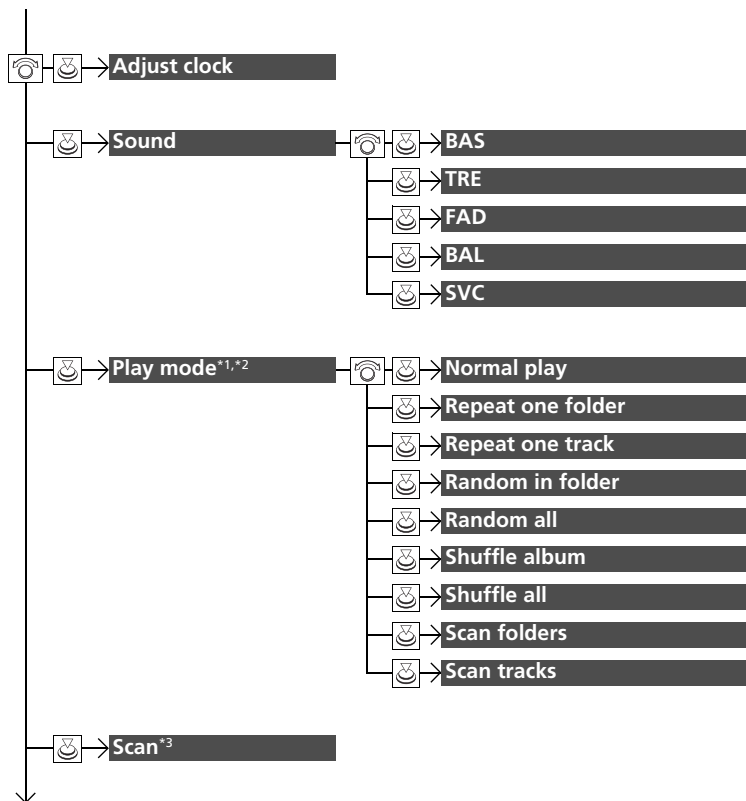 Adjust clock
Sound
BAS
TRE
FAD
BAL
SVC
Play mode*1,*2
Normal play
Repeat one folder
Repeat one track
Random in folder
Random all
Shuffle album
Shuffle all
Scan folders
Scan tracks
Scan*3